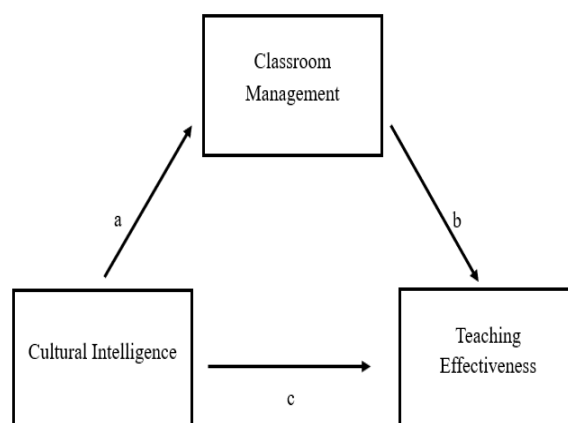 Classroom
Management
a
b
Cultural Intelligence
Teaching
Effectiveness
c